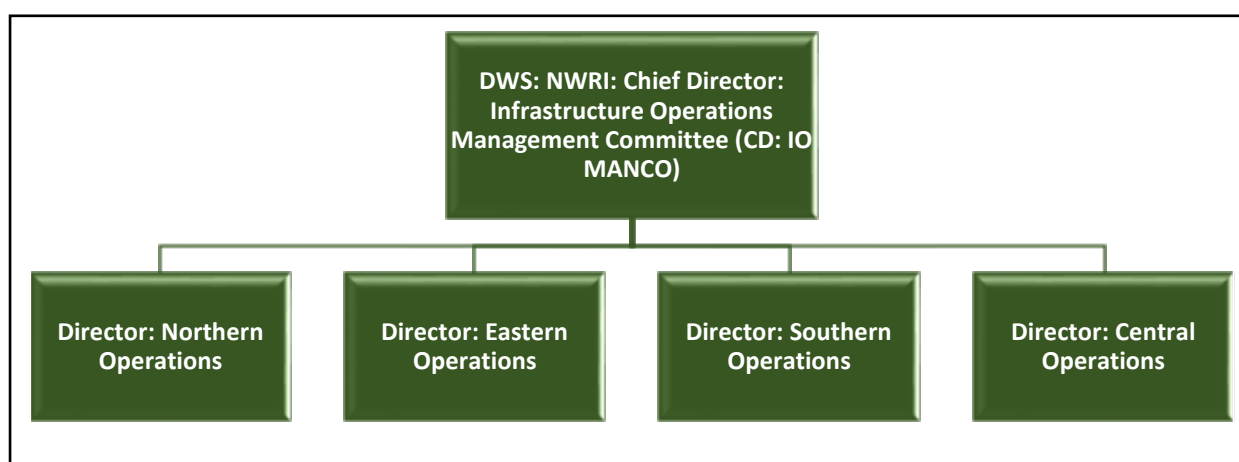 DWS: NWRI: Chief Director:
Infrastructure Operations
Management Committee (CD: IO
MANCO)
Director: Northern
Operations
Director: Eastern
Operations
Director: Southern
Operations
Director: Central
Operations